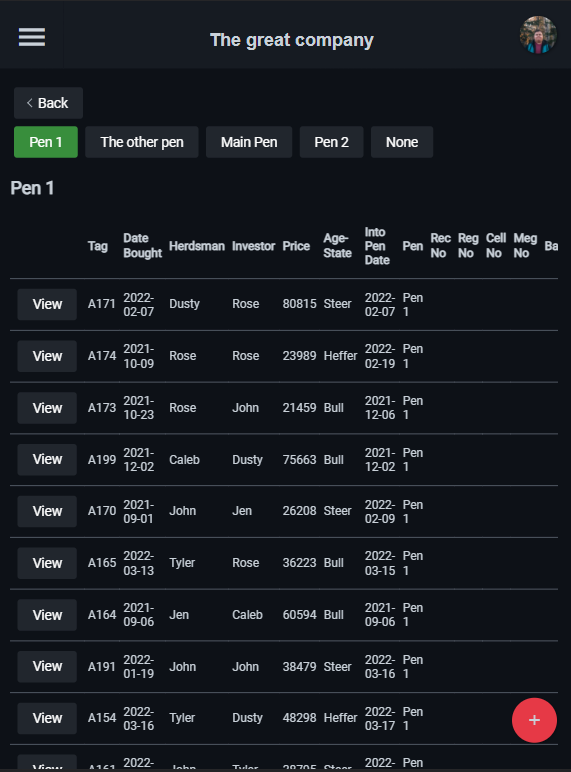 The great company
< Back
Pen 1 The other pen Main Pen Pen 2 None
Pen 1
Tag Date Bought Herdsman Investor Price Age-State Into Pen Date Pen Rec No Reg No Cell No Meg No Ba
View A171 2022-02-07 Dusty Rose 80815 Steer 2022-02-07 Pen 1
View A174 2021-10-09 Rose Rose 23989 Heffer 2022-02-19 Pen 1
View A173 2021-10-23 Rose John 21459 Bull 2021-12-06 Pen 1
View A199 2021-12-02 Caleb Dusty 75663 Bull 2021-12-02 Pen 1
View A170 2021-09-01 John Jen 26208 Steer 2022-02-09 Pen 1
View A165 2022-03-13 Tyler Rose 36223 Bull 2022-03-15 Pen 1
View A164 2021-09-06 Jen Caleb 60594 Bull 2021-09-06 Pen 1
View A191 2022-01-19 John John 38479 Steer 2022-03-16 Pen 1
View A154 2022-03-16 Tyler Dusty 48298 Heffer 2022-03-17 Pen 1
+
View A161 2022- John Tyler Steer 2022- Pen